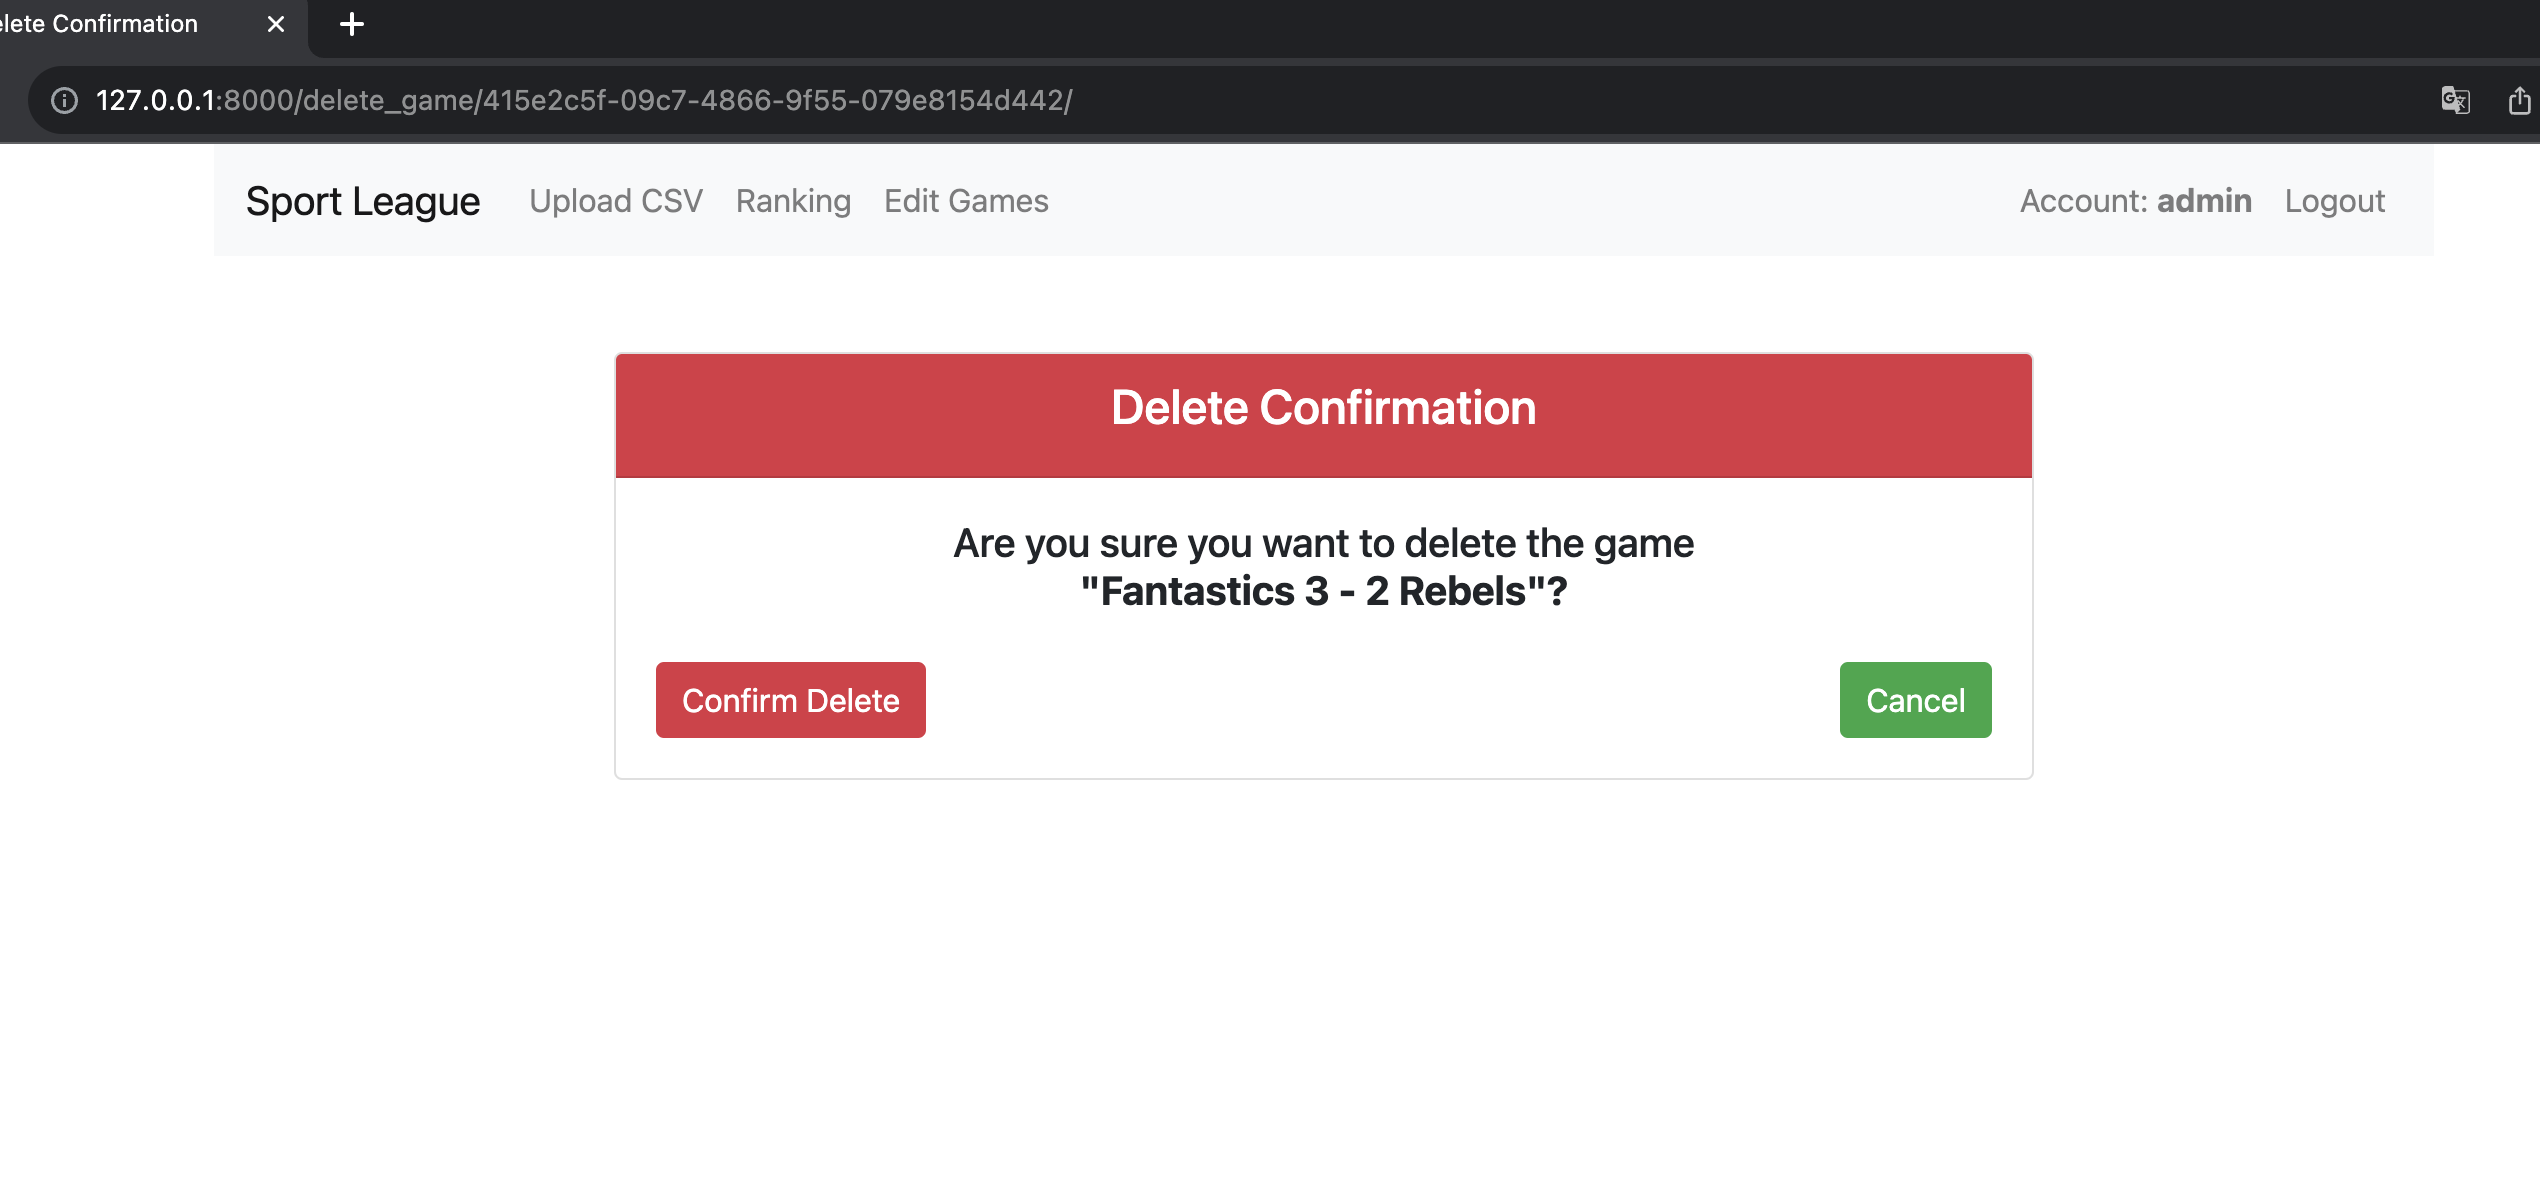 elete Confirmation
127.0.0.1:8000/delete_game/415e2c5f-09c7-4866-9f55-079e8154d442/
Sport League Upload CSV Ranking Edit Games Account: admin Logout
Delete Confirmation
Are you sure you want to delete the game
"Fantastics 3 - 2 Rebels"?
Confirm Delete Cancel